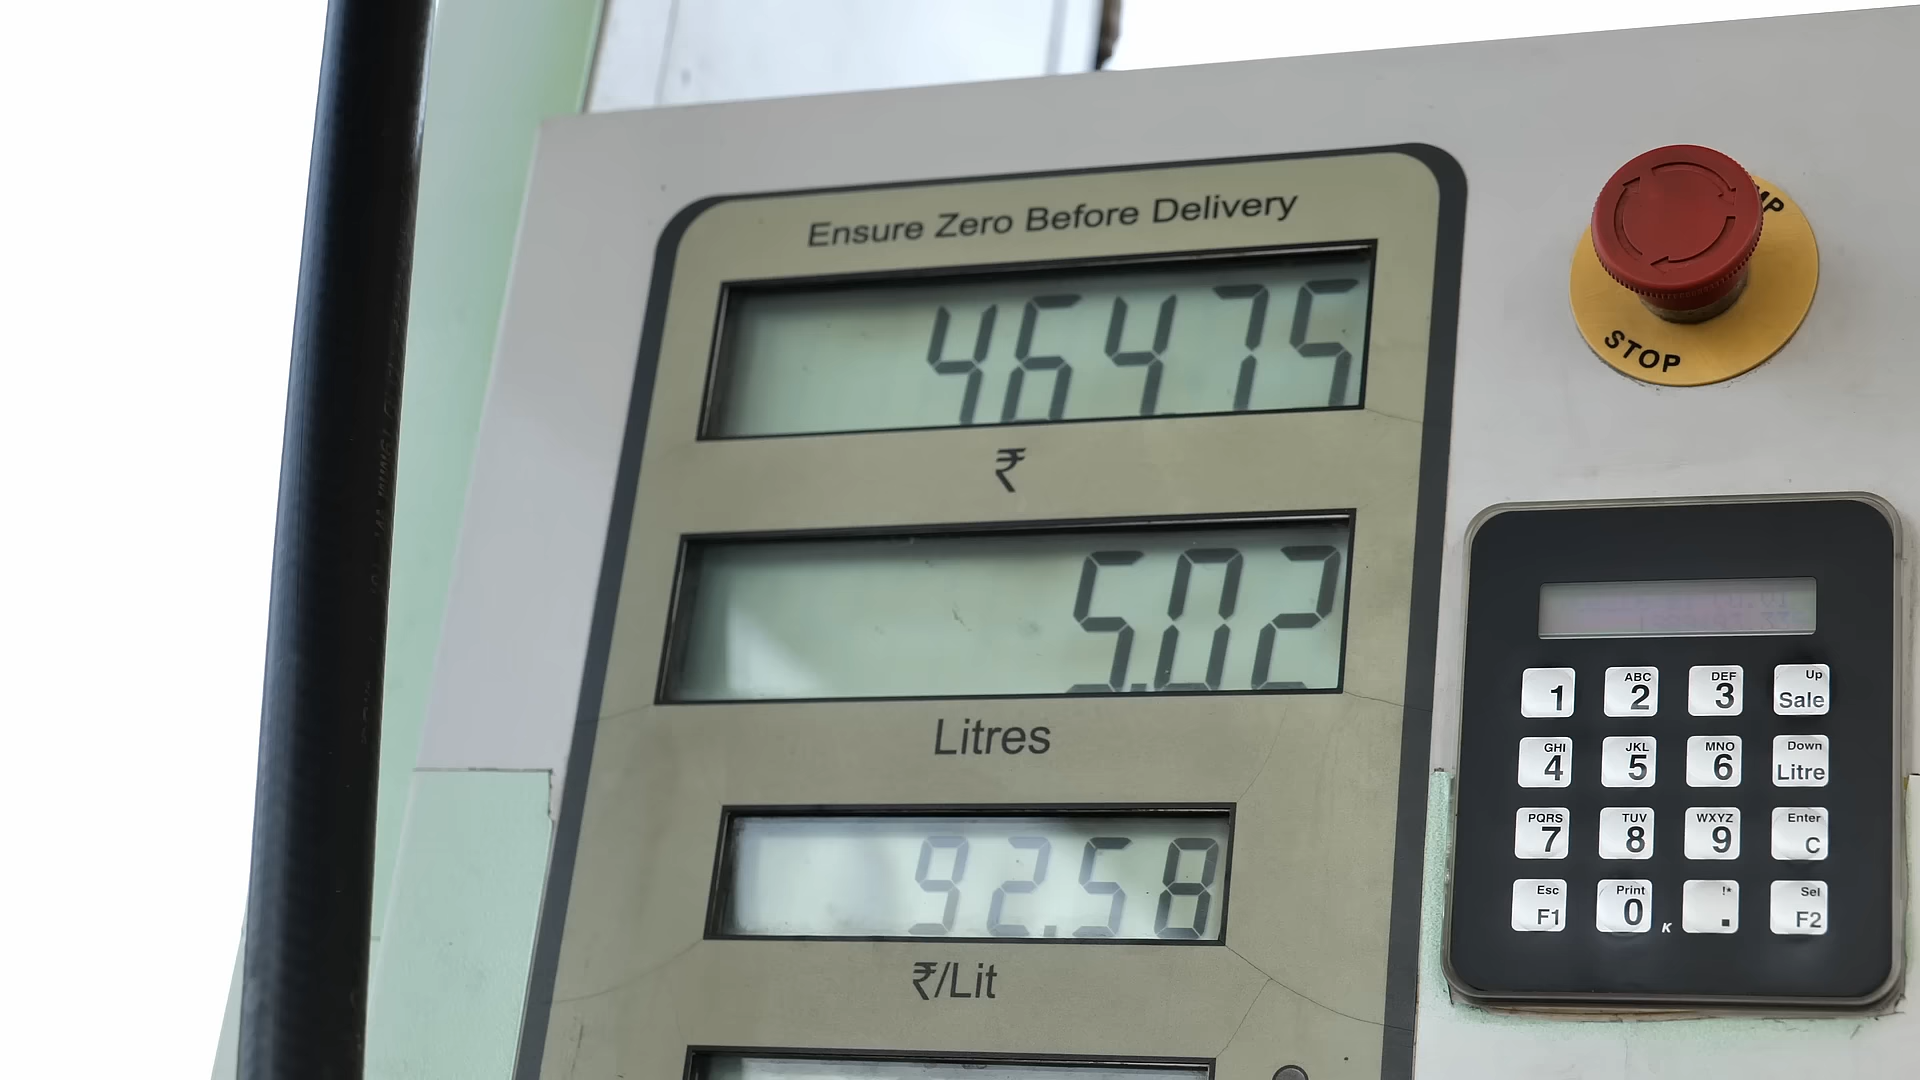 Ensure Zero Before Delivery
46475
₹
5.02
Litres
92.58
₹/Lit
STOP
1
ABC 2
DEF 3
Up Sale
GHI 4
JKL 5
MNO 6
Down Litre
PQRS 7
TUV 8
WXYZ 9
Enter C
Esc F1
Print 0
K
!* .
Sel F2